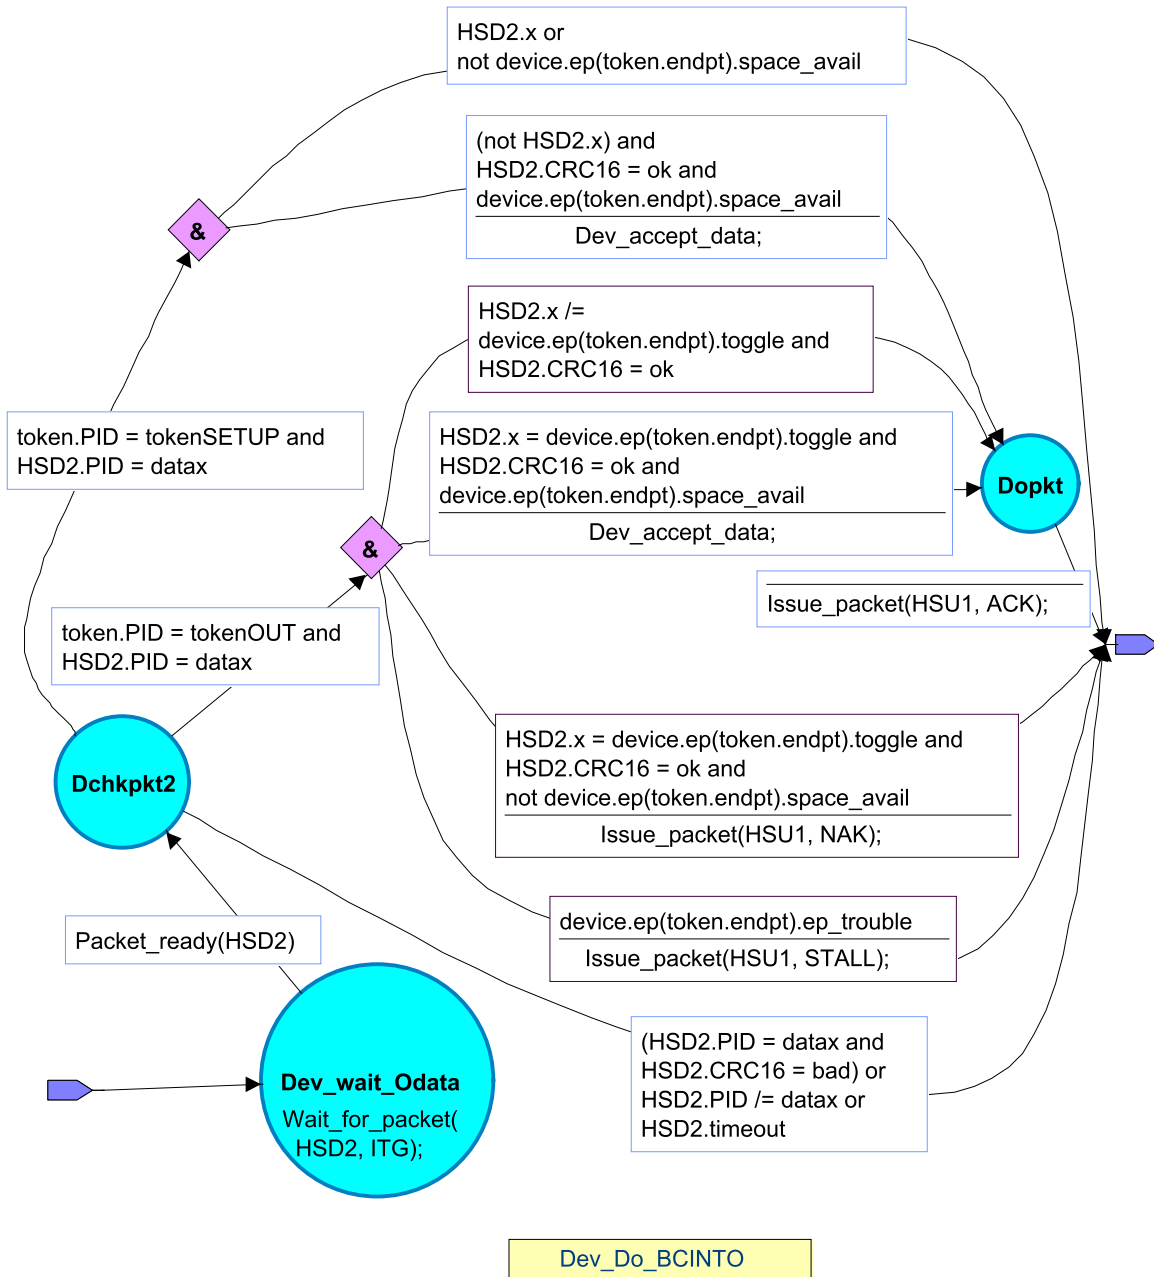 HSD2.x or
not device.ep(token.endpt).space_avail
(not HSD2.x) and
HSD2.CRC16 = ok and
device.ep(token.endpt).space_avail
Dev_accept_data;
&
HSD2.x /=
device.ep(token.endpt).toggle and
HSD2.CRC16 = ok
token.PID = tokenSETUP and
HSD2.PID = datax
HSD2.x = device.ep(token.endpt).toggle and
HSD2.CRC16 = ok and
device.ep(token.endpt).space_avail
Dev_accept_data;
Dopkt
&
Issue_packet(HSU1, ACK);
token.PID = tokenOUT and
HSD2.PID = datax
Dchkpkt2
HSD2.x = device.ep(token.endpt).toggle and
HSD2.CRC16 = ok and
not device.ep(token.endpt).space_avail
Issue_packet(HSU1, NAK);
Packet_ready(HSD2)
device.ep(token.endpt).ep_trouble
Issue_packet(HSU1, STALL);
Dev_wait_Odata
Wait_for_packet(
HSD2, ITG);
(HSD2.PID = datax and
HSD2.CRC16 = bad) or
HSD2.PID /= datax or
HSD2.timeout
Dev_Do_BCINTO